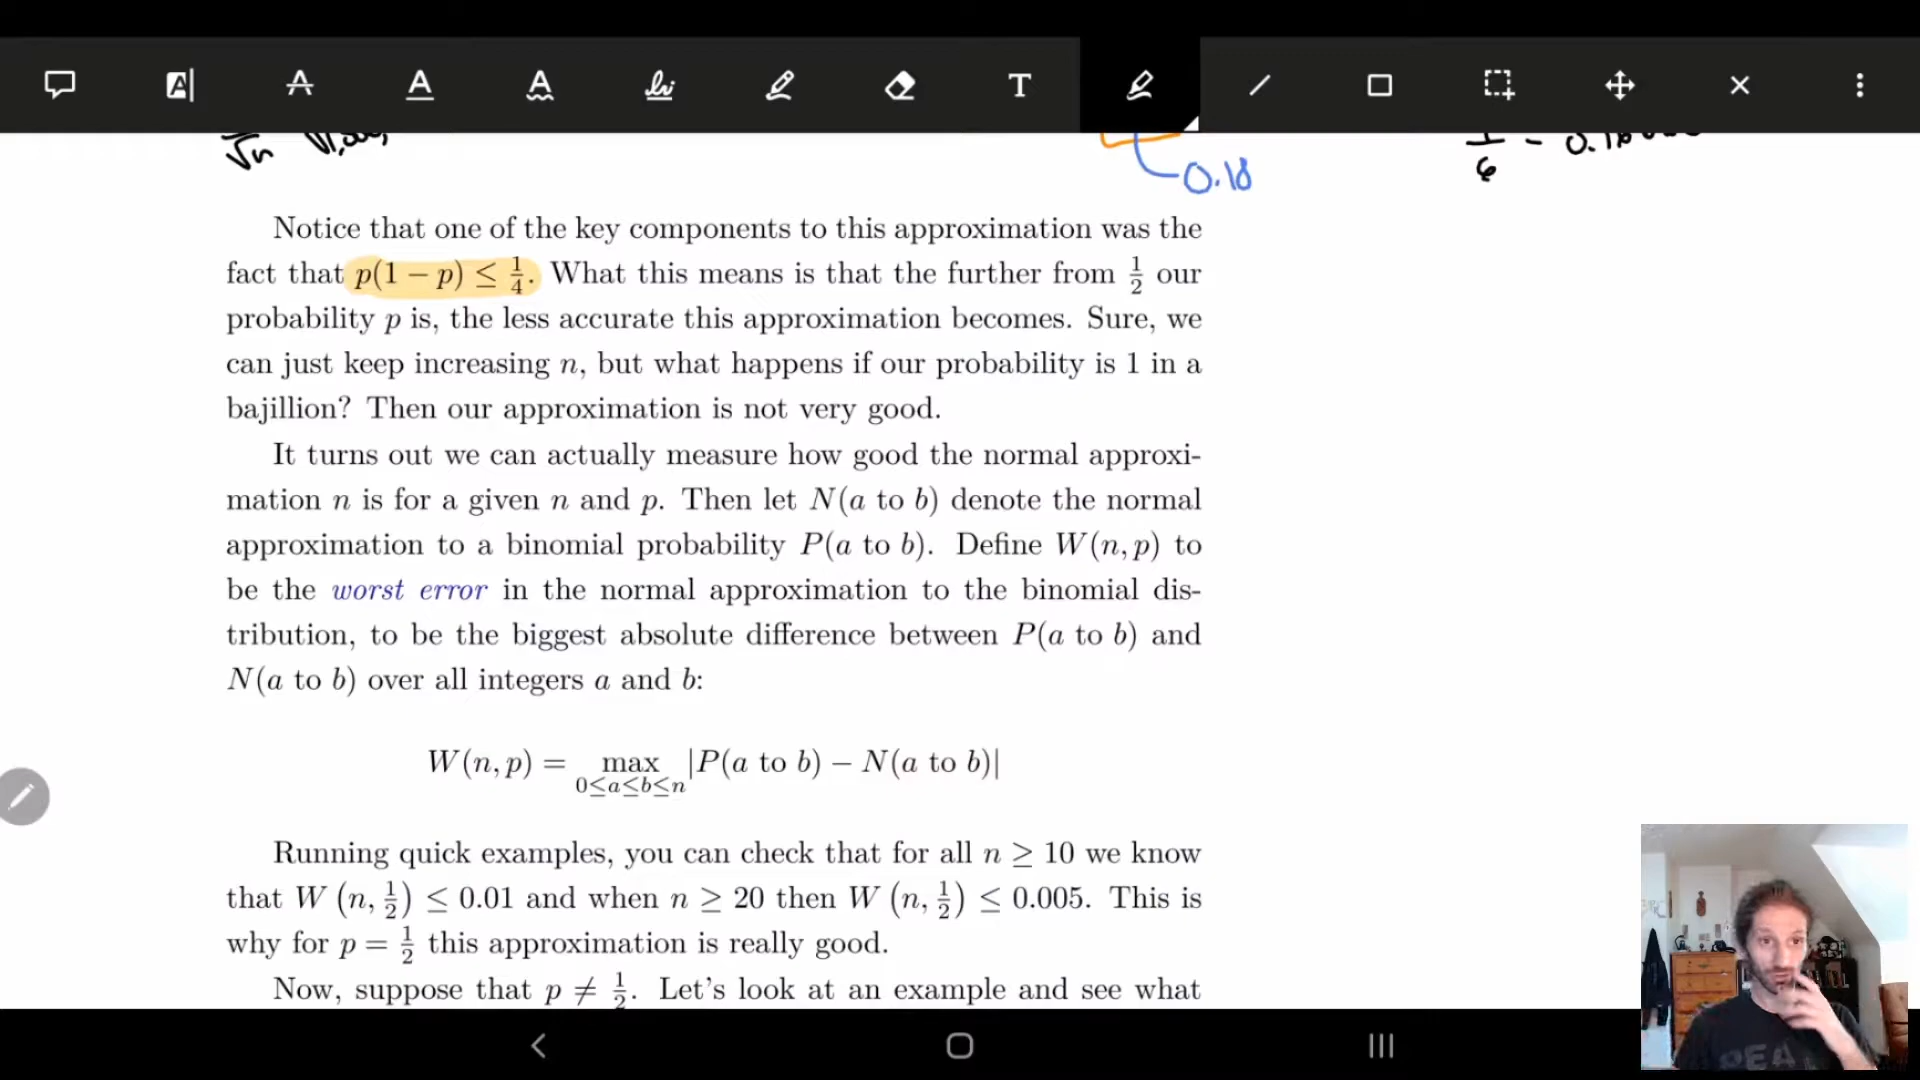 A A A A T
√n
0.18
1/6 -
Notice that one of the key components to this approximation was the
fact that p(1 − p) ≤ 1/4. What this means is that the further from 1/2 our
probability p is, the less accurate this approximation becomes. Sure, we
can just keep increasing n, but what happens if our probability is 1 in a
bajillion? Then our approximation is not very good.
It turns out we can actually measure how good the normal approxi-
mation n is for a given n and p. Then let N(a to b) denote the normal
approximation to a binomial probability P(a to b). Define W(n, p) to
be the worst error in the normal approximation to the binomial dis-
tribution, to be the biggest absolute difference between P(a to b) and
N(a to b) over all integers a and b:
W(n, p) = max |P(a to b) − N(a to b)|
0≤a≤b≤n
Running quick examples, you can check that for all n ≥ 10 we know
that W (n, 1/2) ≤ 0.01 and when n ≥ 20 then W (n, 1/2) ≤ 0.005. This is
why for p = 1/2 this approximation is really good.
Now, suppose that p ≠ 1/2. Let's look at an example and see what